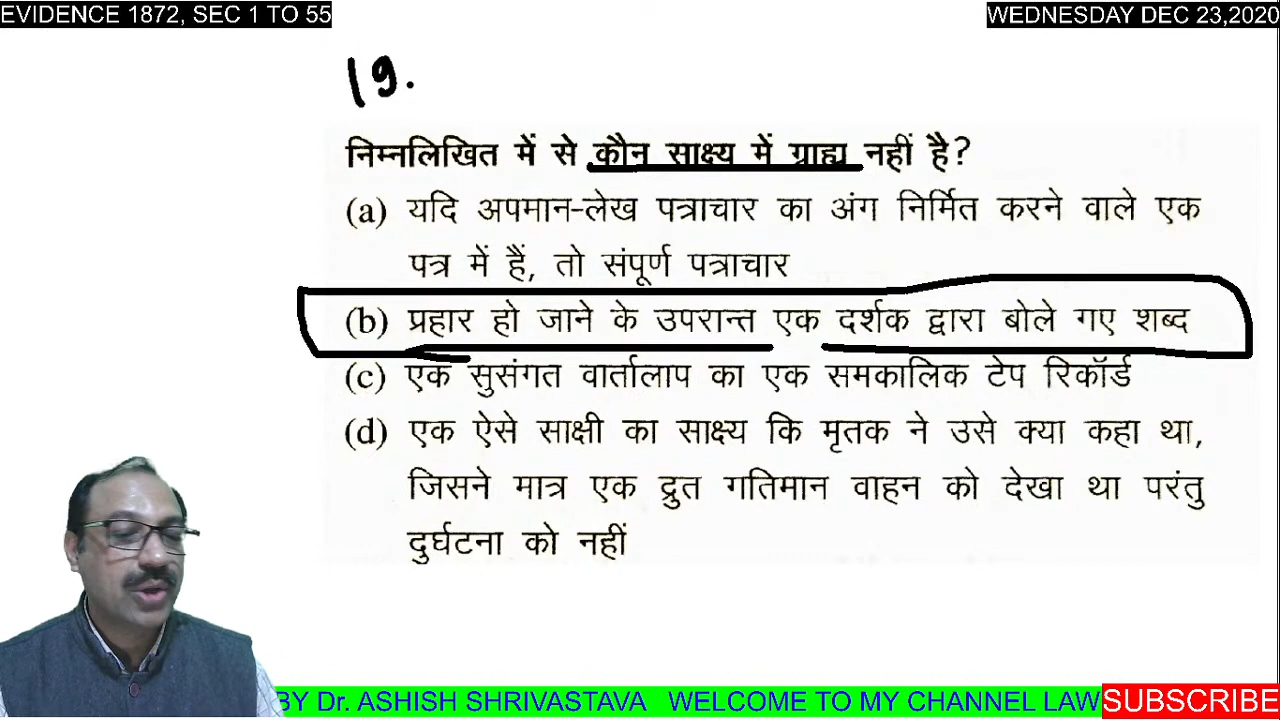 EVIDENCE 1872, SEC 1 TO 55
WEDNESDAY DEC 23,2020
19.
निम्नलिखित में से कौन साक्ष्य में ग्राह्य नहीं है?
(a) यदि अपमान-लेख पत्राचार का अंग निर्मित करने वाले एक
पत्र में हैं, तो संपूर्ण पत्राचार
(b) प्रहार हो जाने के उपरान्त एक दर्शक द्वारा बोले गए शब्द
(c) एक सुसंगत वार्तालाप का एक समकालिक टेप रिकॉर्ड
(d) एक ऐसे साक्षी का साक्ष्य कि मृतक ने उसे क्या कहा था,
जिसने मात्र एक द्रुत गतिमान वाहन को देखा था परंतु
दुर्घटना को नहीं
BY Dr. ASHISH SHRIVASTAVA WELCOME TO MY CHANNEL LAW
SUBSCRIBE